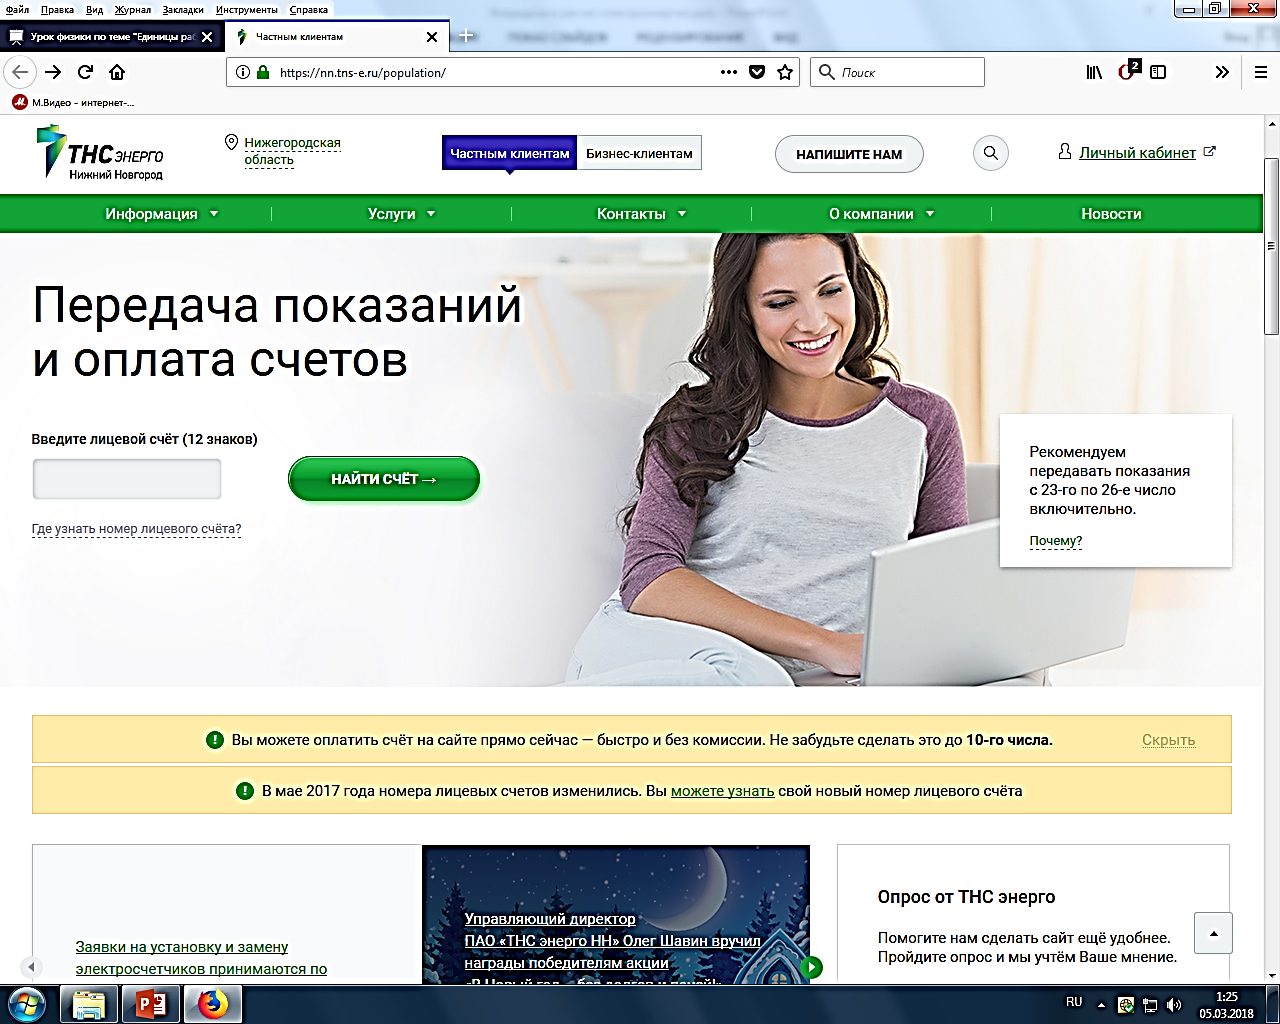 Файл Правка Вид Журнал Закладки Инструменты Справка
Урок физики по теме "Единицы ра
Частным клиентам
https://nn.tns-e.ru/population/
Поиск
2
М.Видео - интернет-...
ТНС энерго
Нижний Новгород
Нижегородская
область
Частным клиентам
Бизнес-клиентам
НАПИШИТЕ НАМ
Личный кабинет
Информация
Услуги
Контакты
О компании
Новости
Передача показаний
и оплата счетов
Введите лицевой счёт (12 знаков)
НАЙТИ СЧЁТ →
Где узнать номер лицевого счёта?
Рекомендуем
передавать показания
с 23-го по 26-е число
включительно.
Почему?
Вы можете оплатить счёт на сайте прямо сейчас — быстро и без комиссии. Не забудьте сделать это до 10-го числа.
Скрыть
В мае 2017 года номера лицевых счетов изменились. Вы можете узнать свой новый номер лицевого счёта
Заявки на установку и замену
электросчетчиков принимаются по
Управляющий директор
ПАО «ТНС энерго НН» Олег Шавин вручил
награды победителям акции
«В Новый год – без долгов и пеней!»
Опрос от ТНС энерго
Помогите нам сделать сайт ещё удобнее.
Пройдите опрос и мы учтём Ваше мнение.
RU
1:25
05.03.2018